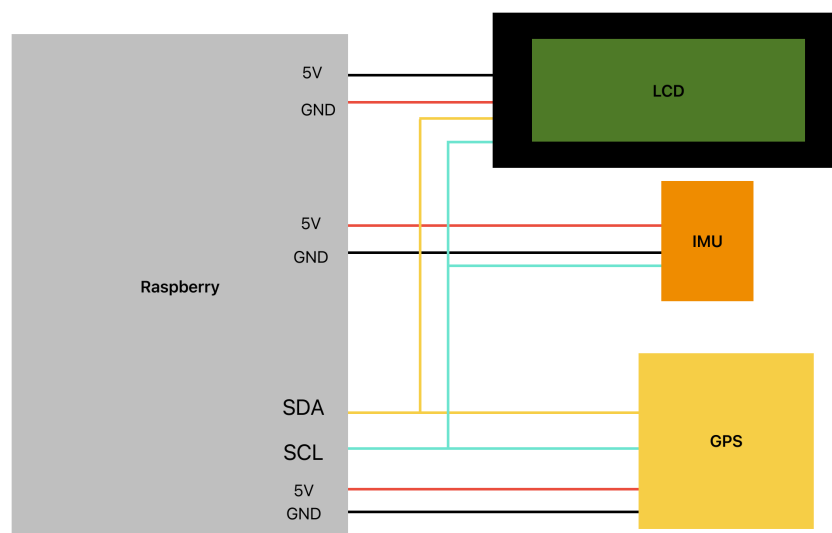 5V
LCD
GND
5V
IMU
GND
Raspberry
SDA
GPS
SCL
5V
GND